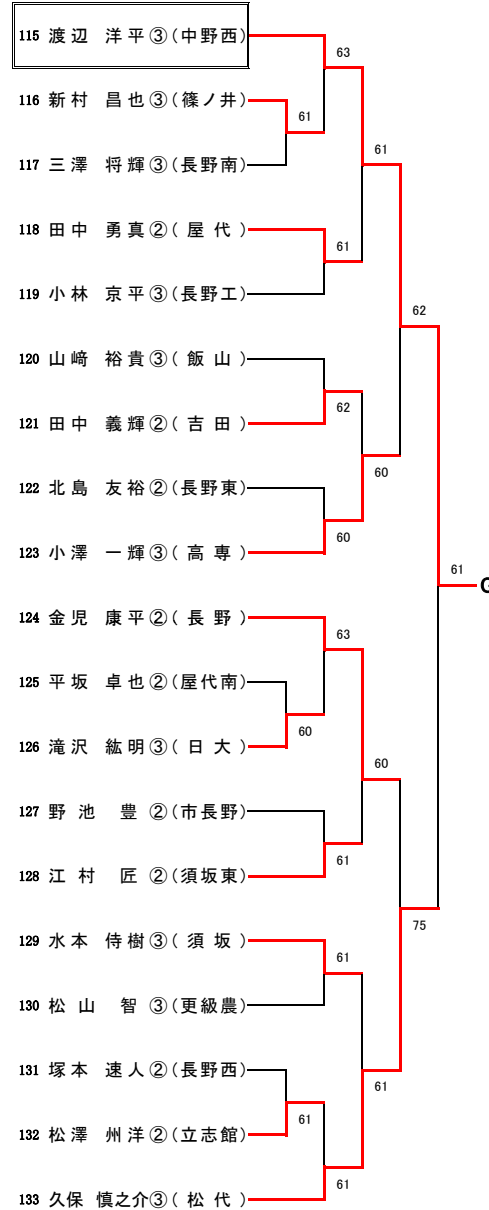 115 渡辺 洋平③(中野西)
63
116 新村 昌也③(篠ノ井)
61
61
117 三澤 将輝③(長野南)
118 田中 勇真②(屋代)
61
119 小林 京平③(長野工)
62
120 山﨑 裕貴③(飯山)
62
121 田中 義輝②(吉田)
60
122 北島 友裕②(長野東)
60
123 小澤 一輝③(高専)
61
G
124 金児 康平②(長野)
63
125 平坂 卓也②(屋代南)
60
126 滝沢 紘明③(日大)
60
127 野池 豊②(市長野)
61
128 江村 匠②(須坂東)
75
129 水本 侍樹③(須坂)
61
130 松山 智③(更級農)
131 塚本 速人②(長野西)
61
61
132 松澤 州洋②(立志館)
61
133 久保 慎之介③(松代)